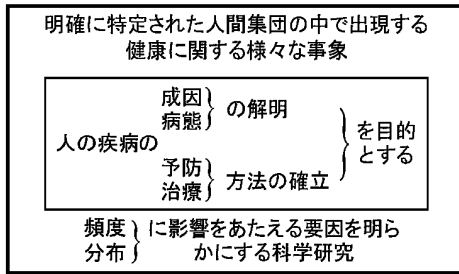 明確に特定された人間集団の中で出現する
健康に関する様々な事象
成因
病態
の解明
人の疾病の
予防
治療
方法の確立
を目的
とする
頻度
分布
に影響をあたえる要因を明ら
かにする科学研究